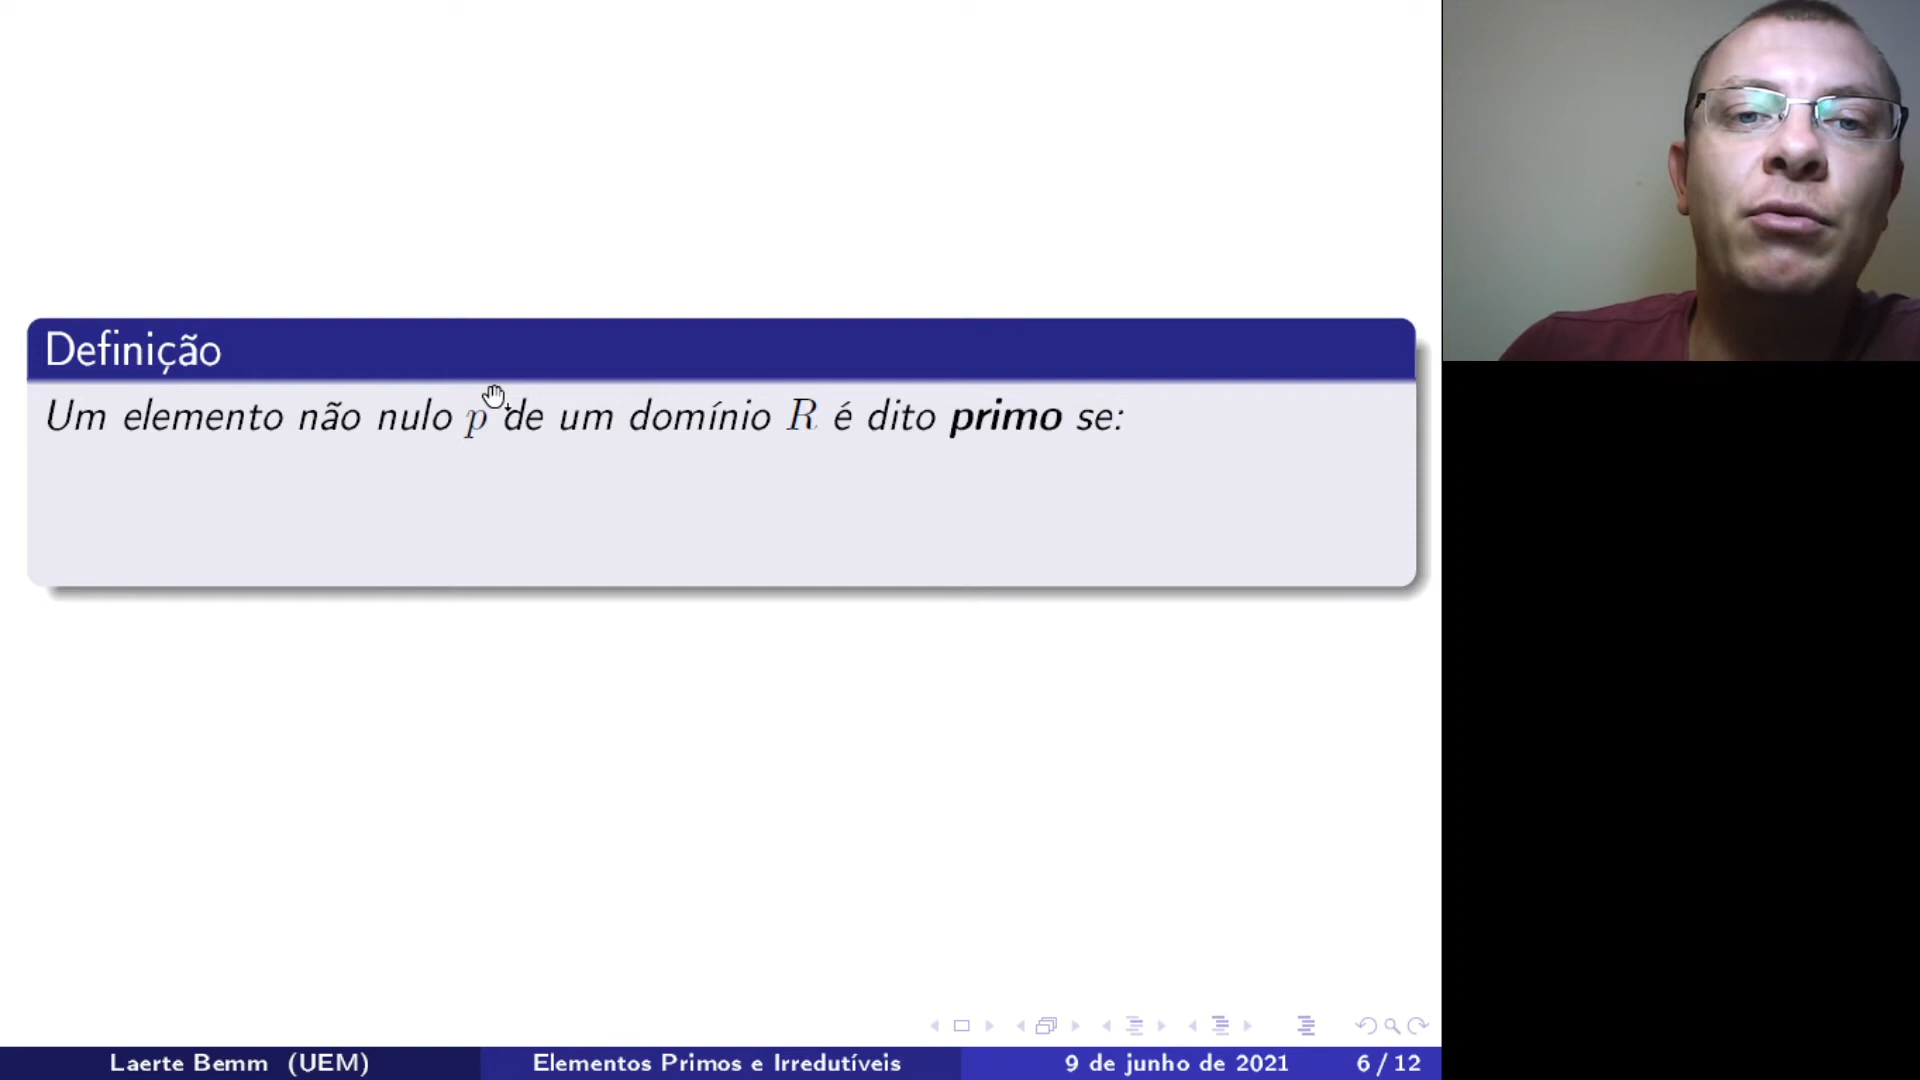 Definição
Um elemento não nulo p de um domínio R é dito primo se:
Laerte Bemm (UEM) Elementos Primos e Irredutíveis 9 de junho de 2021 6 / 12